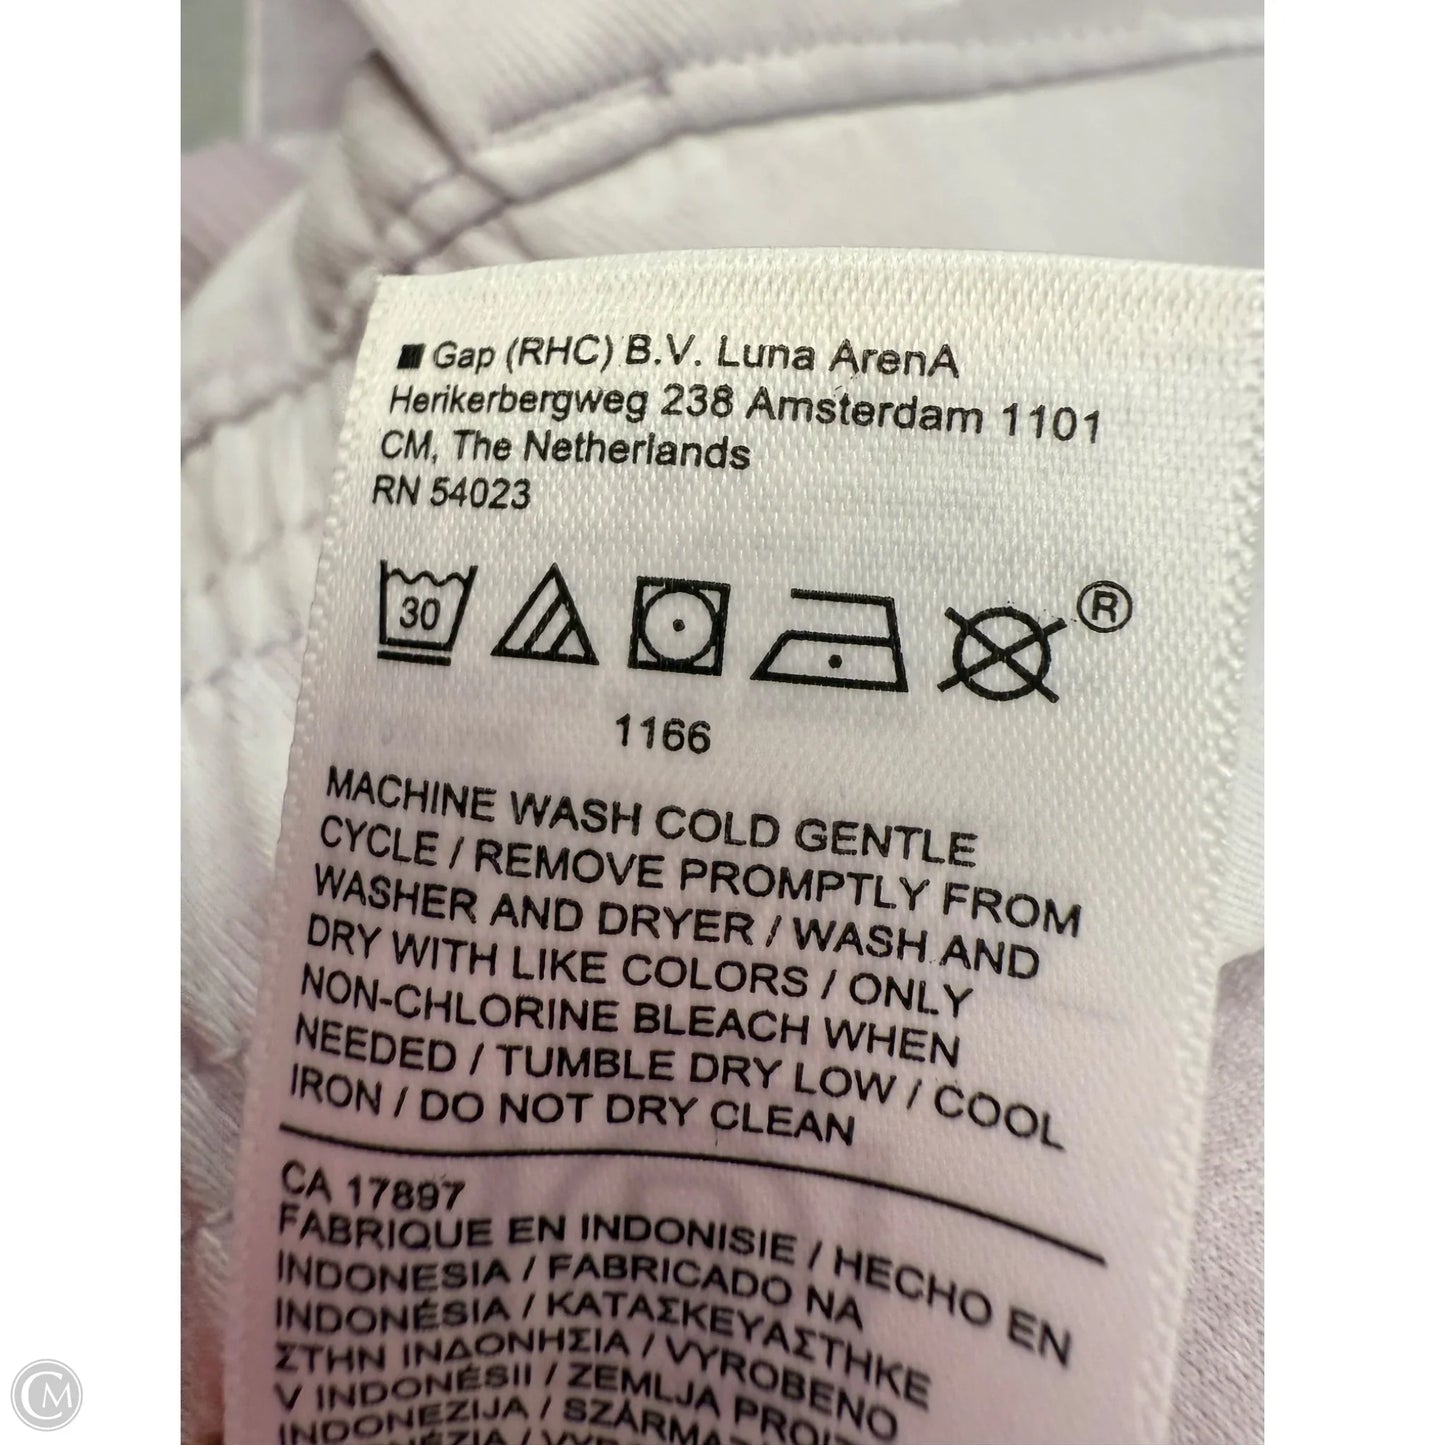 Gap (RHC) B.V. Luna ArenA
Herikerbergweg 238 Amsterdam 1101
CM, The Netherlands
RN 54023
30
®
1166
MACHINE WASH COLD GENTLE
CYCLE / REMOVE PROMPTLY FROM
WASHER AND DRYER / WASH AND
DRY WITH LIKE COLORS / ONLY
NON-CHLORINE BLEACH WHEN
NEEDED / TUMBLE DRY LOW / COOL
IRON / DO NOT DRY CLEAN
CA 17897
FABRIQUE EN INDONISIE / HECHO EN
INDONESIA / FABRICADO NA
INDONÉSIA / ΚΑΤΑΣΚΕΥΑΣΤΗΚΕ
ΣΤΗΝ ΙΝΔΟΝΗΣΙΑ / VYROBENO
V INDONÉSII / ZEMLJA
INDONEZIJA /
CM